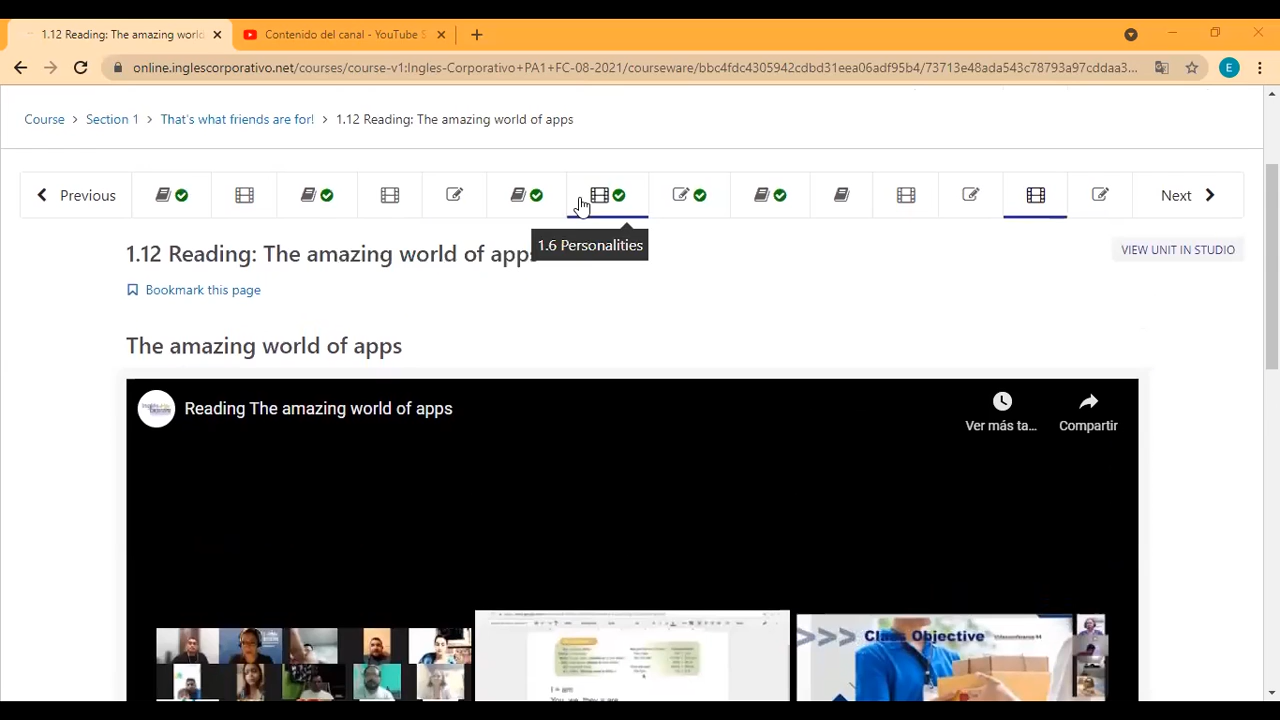 1.12 Reading: The amazing world
Contenido del canal - YouTube S
online.inglescorporativo.net/courses/course-v1:Ingles-Corporativo+PA1+FC-08-2021/courseware/bbc4fdc4305942cdbd31eea06adf95b4/73713e48ada543c78793a97cddaa3...
E
Course > Section 1 > That's what friends are for! > 1.12 Reading: The amazing world of apps
Previous
Next
1.6 Personalities
1.12 Reading: The amazing world of apps
VIEW UNIT IN STUDIO
Bookmark this page
The amazing world of apps
Reading The amazing world of apps
Ver más ta...
Compartir
>>> Class Objective
Videoconference
I = am